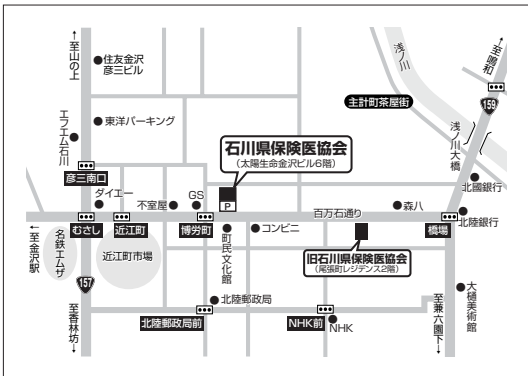 ←至山の上
住友金沢
彦三ビル
東洋パーキング
エフエム石川
彦三南口
ダイエー
不室屋
GS
石川県保険医協会
(太陽生命金沢ビル6階)
P
主計町茶屋街
浅ノ川
←至鳴和
159
浅ノ川大橋
北國銀行
北陸銀行
森八
百万石通り
むさし
近江町
博労町
橋場
←至金沢駅
名鉄エムザ
近江町市場
町民文化館
コンビニ
旧石川県保険医協会
(尾張町レジデンス2階)
157
至香林坊→
北陸郵政局
北陸郵政局前
NHK前
NHK
大樋美術館
至兼六園下→